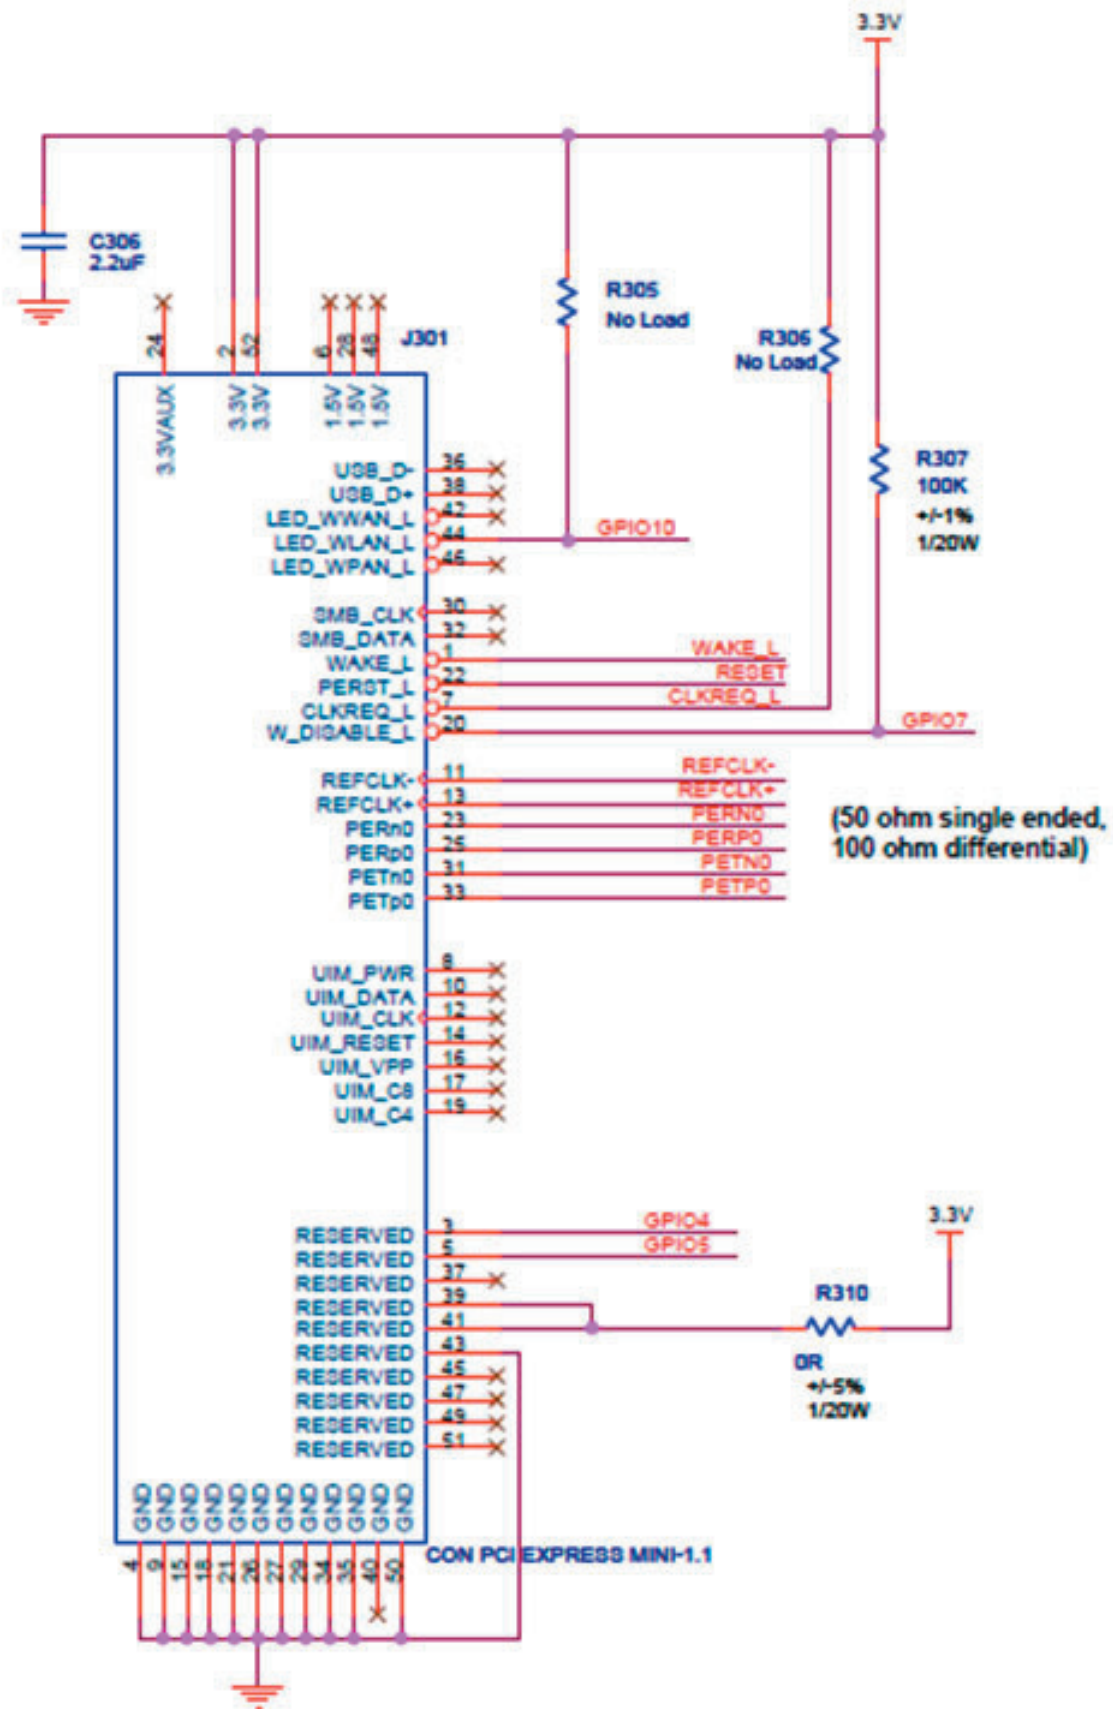 3.3V
C306
2.2uF
R305
No Load
R306
No Load
R307
100K
+/-1%
1/20W
J301
24
2
52
6
28
48
3.3VAUX
3.3V
3.3V
1.5V
1.5V
1.5V
USB_D- 36
USB_D+ 38
LED_WWAN_L 42
LED_WLAN_L 44 GPIO10
LED_WPAN_L 46
SMB_CLK 30
SMB_DATA 32
WAKE_L 1 WAKE_L
PERST_L 22 RESET
CLKREQ_L 7 CLKREQ_L
W_DISABLE_L 20 GPIO7
REFCLK- 11 REFCLK-
REFCLK+ 13 REFCLK+
PERn0 23 PERN0
PERp0 25 PERP0
PETn0 31 PETN0
PETp0 33 PETP0
(50 ohm single ended,
100 ohm differential)
UIM_PWR 8
UIM_DATA 10
UIM_CLK 12
UIM_RESET 14
UIM_VPP 16
UIM_C8 17
UIM_C4 19
RESERVED 3 GPIO4
RESERVED 5 GPIO5
RESERVED 37
RESERVED 39
RESERVED 41
RESERVED 43
RESERVED 45
RESERVED 47
RESERVED 49
RESERVED 51
3.3V
R310
0R
+/-5%
1/20W
GND
GND
GND
GND
GND
GND
GND
GND
GND
GND
GND
GND
4
9
15
18
21
26
27
29
34
35
40
50
CON PCI EXPRESS MINI-1.1